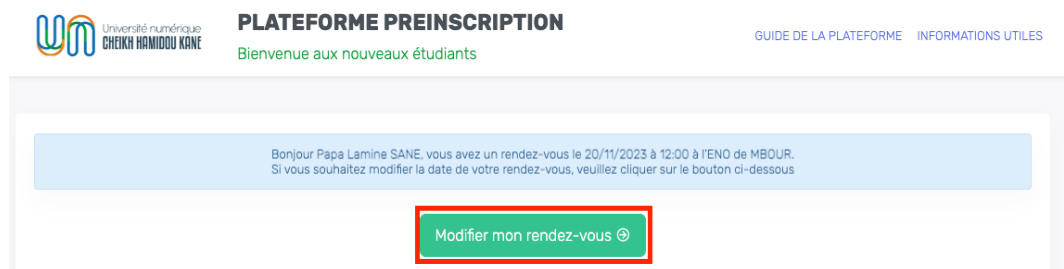 Université numérique
CHEIKH HAMIDOU KANE
PLATEFORME PREINSCRIPTION
Bienvenue aux nouveaux étudiants
GUIDE DE LA PLATEFORME INFORMATIONS UTILES
Bonjour Papa Lamine SANE, vous avez un rendez-vous le 20/11/2023 à 12:00 à l'ENO de MBOUR.
Si vous souhaitez modifier la date de votre rendez-vous, veuillez cliquer sur le bouton ci-dessous
Modifier mon rendez-vous